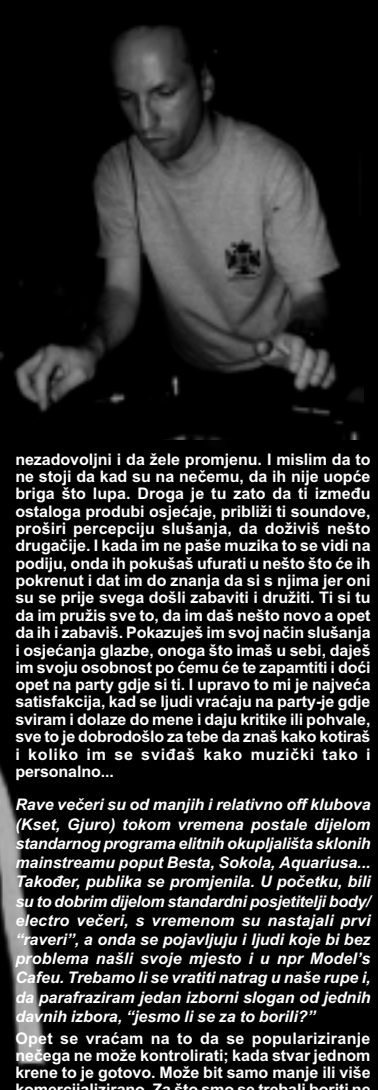 nezadovoljni i da žele promjenu. I mislim da to
ne stoji da kad su na nečemu, da ih nije uopće
briga što lupa. Droga je tu zato da ti između
ostaloga produbi osjećaje, približi ti soundove,
proširi percepciju slušanja, da doživiš nešto
drugačije. I kada im ne paše muzika to se vidi na
podiju, onda ih pokušaš ufurati u nešto što će ih
pokrenut i dat im do znanja da si s njima jer oni
su se prije svega došli zabaviti i družiti. Ti si tu
da im pružis sve to, da im daš nešto novo a opet
da ih i zabaviš. Pokazuješ im svoj način slušanja
i osjećanja glazbe, onoga što imaš u sebi, daješ
im svoju osobnost po ćemu će te zapamtiti i doći
opet na party gdje si ti. I upravo to mi je najveća
satisfakcija, kad se ljudi vraćaju na party-je gdje
sviram i dolaze do mene i daju kritike ili pohvale,
sve to je dobrodošlo za tebe da znaš kako kotiraš
i koliko im se sviđaš kako muzički tako i
personalno...
Rave večeri su od manjih i relativno off klubova
(Kset, Gjuro) tokom vremena postale dijelom
standarnog programa elitnih okupljališta sklonih
mainstreamu poput Besta, Sokola, Aquariusa...
Također, publika se promjenila. U početku, bili
su to dobrim dijelom standardni posjetitelji body/
electro večeri, s vremenom su nastajali prvi
“raveri”, a onda se pojavljuju i ljudi koje bi bez
problema našli svoje mjesto i u npr Model’s
Cafeu. Trebamo li se vratiti natrag u naše rupe i,
da parafraziram jedan izborni slogan od jednih
davnih izbora, “jesmo li se za to borili?”
Opet se vraćam na to da se populariziranje
nečega ne može kontrolirati; kada stvar jednom
krene to je gotovo. Može bit samo manje ili više
komercijalizirano. Za što smo se trebali boriti ne